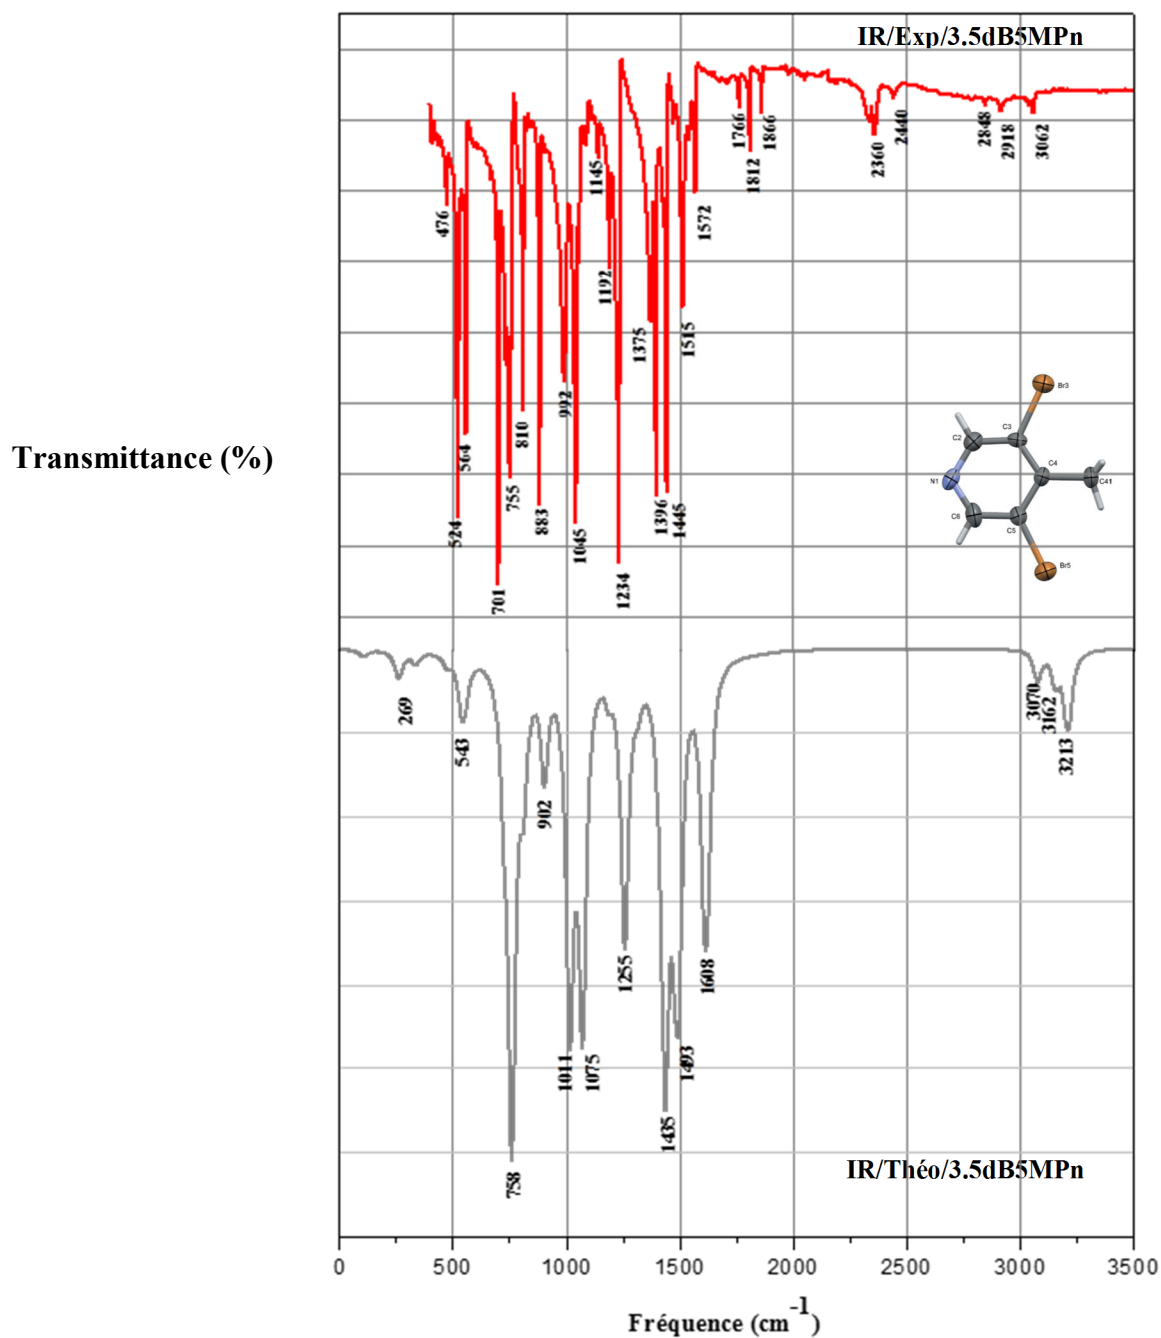 IR/Exp/3.5dB5MPn
476
524
564
701
755
810
883
992
1045
1145
1192
1234
1375
1396
1445
1515
1572
1766
1812
1866
2360
2440
2848
2918
3062
Transmittance (%)
Br3
C2
C3
C4
N1
C41
C6
C5
Br5
269
543
758
902
1011
1075
1255
1435
1493
1608
3070
3162
3213
IR/Théo/3.5dB5MPn
0 500 1000 1500 2000 2500 3000 3500
Fréquence (cm⁻¹)